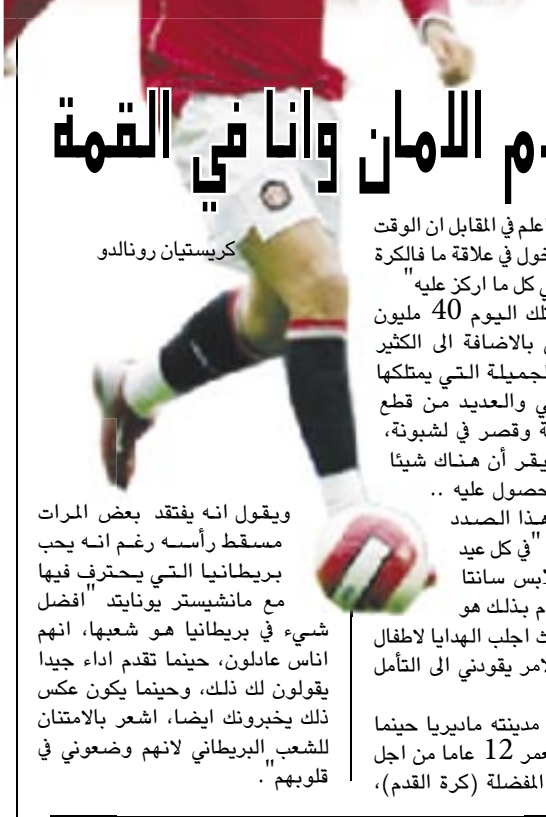 م الامان وانا في القمة
كريستيان رونالدو
اعلم في المقابل ان الوقت
خول في علاقة ما فالكرة
ي كل ما اركز عليه"
تلك اليوم 40 مليون
بالاضافة الى الكثير
لجميلة التي يمتلكها
ي والعديد من قطع
ة وقصر في لشبونة،
يقر أن هناك شيئا
حصول عليه ..
هذا الصدد
"في كل عيد
لابس سانتا
م بذلك هو
ث اجلب الهدايا لاطفال
لامر يقودني الى التأمل
مدينته ماديريا حينما
عمر 12 عاما من اجل
المفضلة (كرة القدم)،
ويقول انه يفتقد بعض المرات
مسقط رأسه رغم انه يحب
بريطانيا التي يحترف فيها
مع مانشيستر يونايتد "افضل
شيء في بريطانيا هو شعبها، انهم
اناس عادلون، حينما تقدم اداء جيدا
يقولون لك ذلك، وحينما يكون عكس
ذلك يخبرونك ايضا، اشعر بالامتنان
للشعب البريطاني لانهم وضعوني في
قلوبهم".